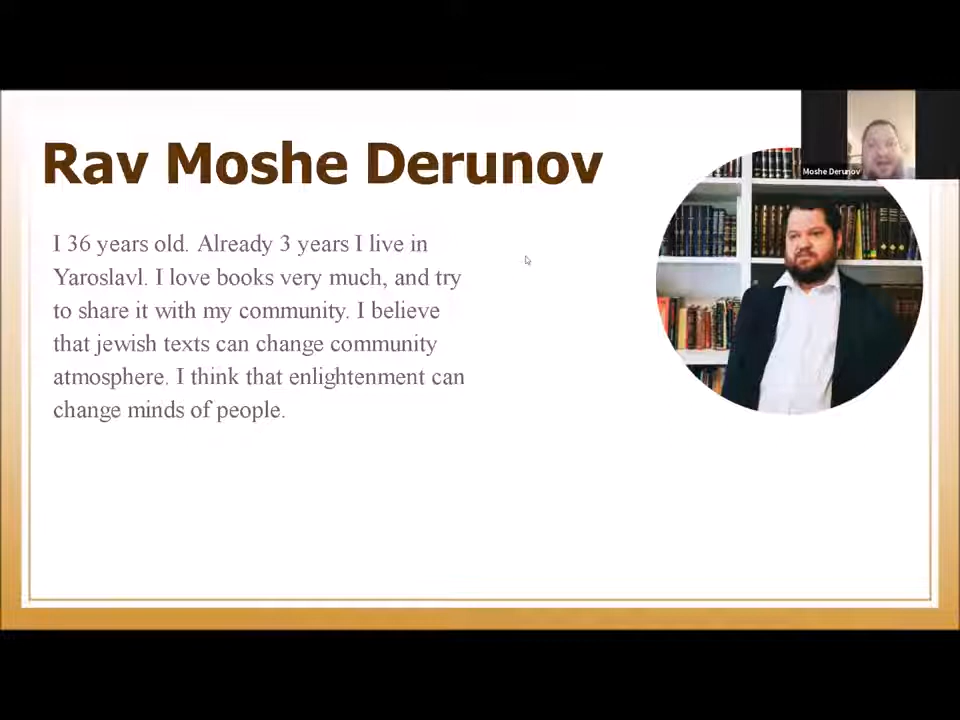 Rav Moshe Derunov
Moshe Derunov
I 36 years old. Already 3 years I live in
Yaroslavl. I love books very much, and try
to share it with my community. I believe
that jewish texts can change community
atmosphere. I think that enlightenment can
change minds of people.